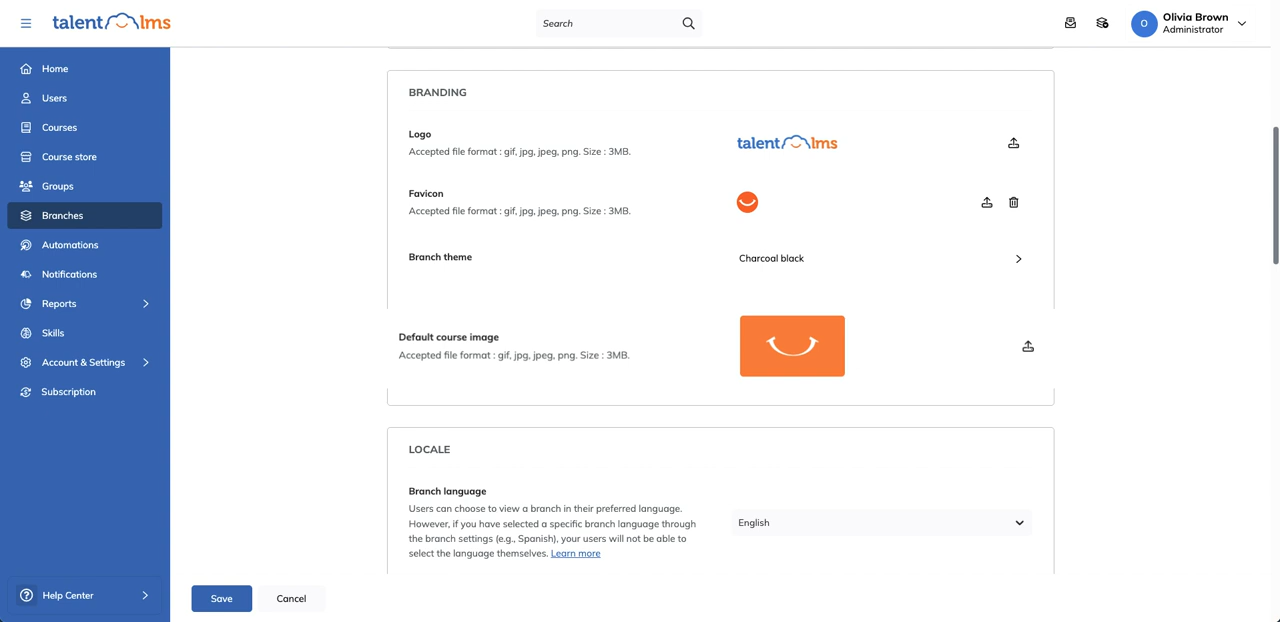 talentlms
Search
Olivia Brown
Administrator
O
Home
Users
Courses
Course store
Groups
Branches
Automations
Notifications
Reports
Skills
Account & Settings
Subscription
Help Center
BRANDING
Logo
Accepted file format : gif, jpg, jpeg, png. Size : 3MB.
talentlms
Favicon
Accepted file format : gif, jpg, jpeg, png. Size : 3MB.
Branch theme
Charcoal black
Default course image
Accepted file format : gif, jpg, jpeg, png. Size : 3MB.
LOCALE
Branch language
Users can choose to view a branch in their preferred language.
However, if you have selected a specific branch language through
the branch settings (e.g., Spanish), your users will not be able to
select the language themselves. Learn more
English
Save
Cancel